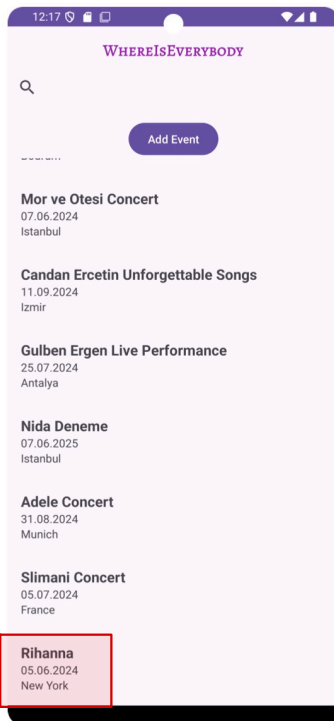 12:17
WhereIsEverybody
Add Event
Mor ve Otesi Concert
07.06.2024
Istanbul
Candan Ercetin Unforgettable Songs
11.09.2024
Izmir
Gulben Ergen Live Performance
25.07.2024
Antalya
Nida Deneme
07.06.2025
Istanbul
Adele Concert
31.08.2024
Munich
Slimani Concert
05.07.2024
France
Rihanna
05.06.2024
New York